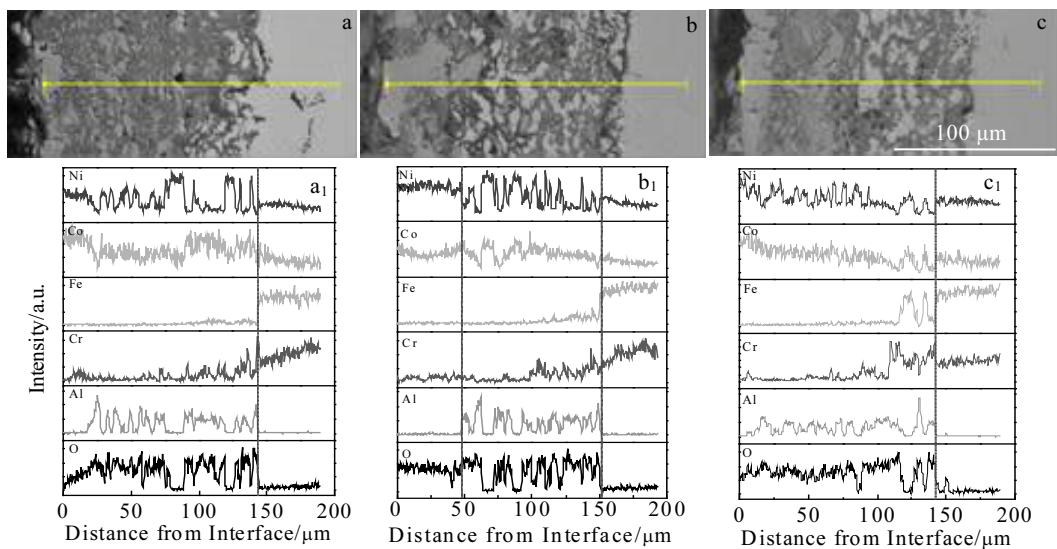 a
b
c
100 μm
Ni
a1
Co
Fe
Cr
Al
O
Intensity/a.u.
0 50 100 150 200
Distance from Interface/μm
Ni
b1
Co
Fe
Cr
Al
O
0 50 100 150 200
Distance from Interface/μm
Ni
c1
Co
Fe
Cr
Al
O
0 50 100 150 200
Distance from Interface/μm